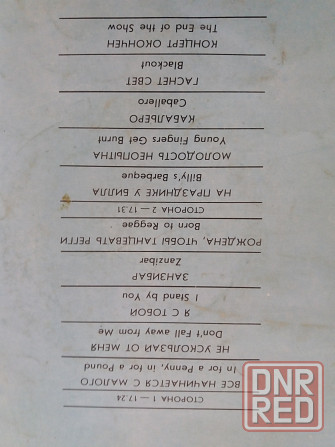 СТОРОНА 1 — 17.24
ВСЕ НАЧИНАЕТСЯ С МАЛОГО
In for a Penny, in for a Pound
НЕ УСКОЛЬЗАЙ ОТ МЕНЯ
Don't Fall away from Me
Я С ТОБОЙ
I Stand by You
ЗАНЗИБАР
Zanzibar
РОЖДЕНА, ЧТОБЫ ТАНЦЕВАТЬ РЕГГИ
Born to Reggae
СТОРОНА 2 — 17.31
НА ПРАЗДНИКЕ У БИЛЛА
Billy's Barbeque
МОЛОДОСТЬ НЕОПЫТНА
Young Fingers Get Burnt
КАБАЛЬЕРО
Caballero
ГАСНЕТ СВЕТ
Blackout
КОНЦЕРТ ОКОНЧЕН
The End of the Show
DNR
RED